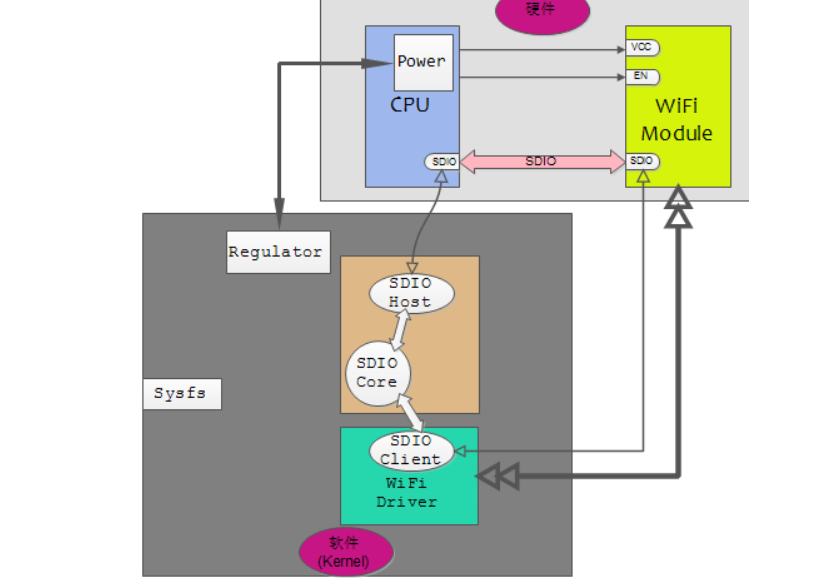 硬件
Power
CPU
VCC
EN
WiFi
Module
SDIO
SDIO
SDIO
Regulator
SDIO
Host
SDIO
Core
Sysfs
SDIO
Client
WiFi
Driver
软件
(Kernel)